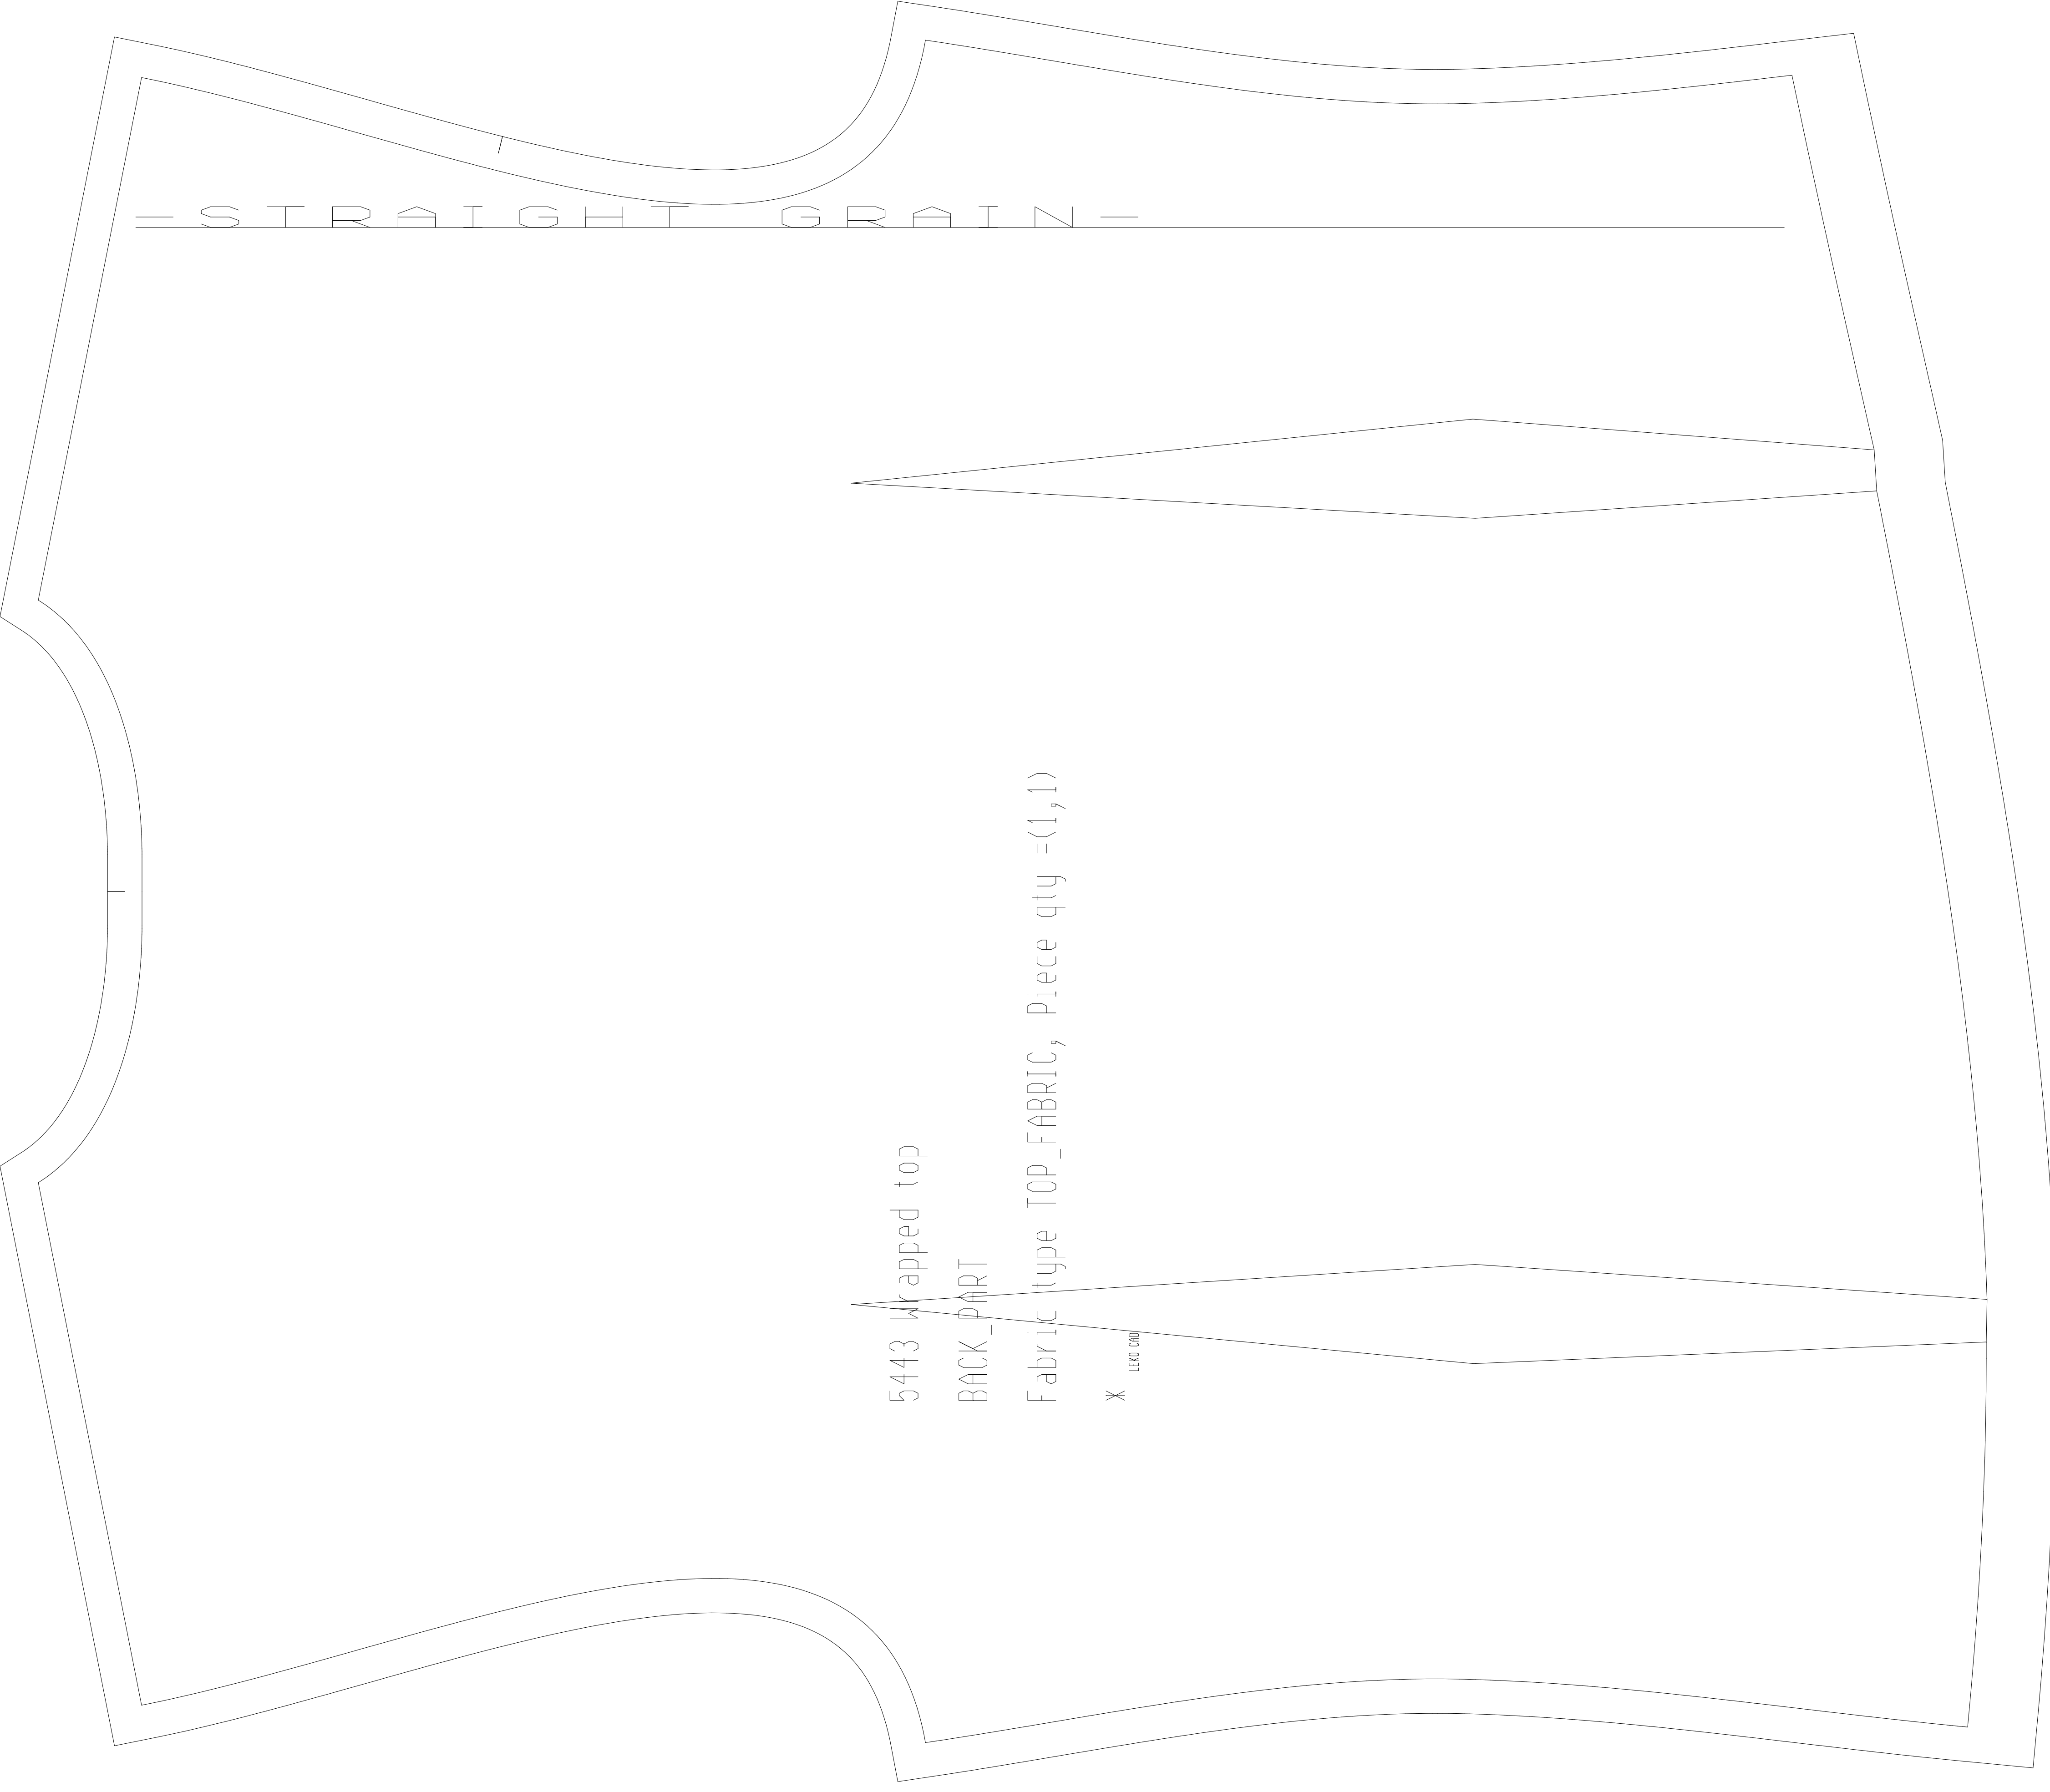 -STRAIGHT GRAIN-
5443 Wrapped top
BACK_PART
Fabric type TOP_FABRIC, Piece qty =(1,1)
* LEKO CAD